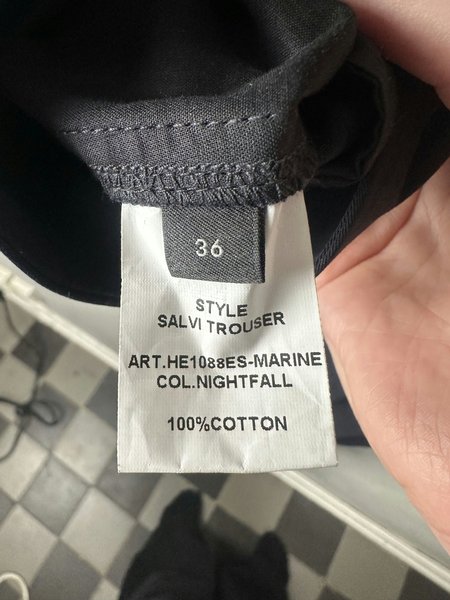 36
STYLE
SALVI TROUSER
ART.HE1088ES-MARINE
COL.NIGHTFALL
100%COTTON